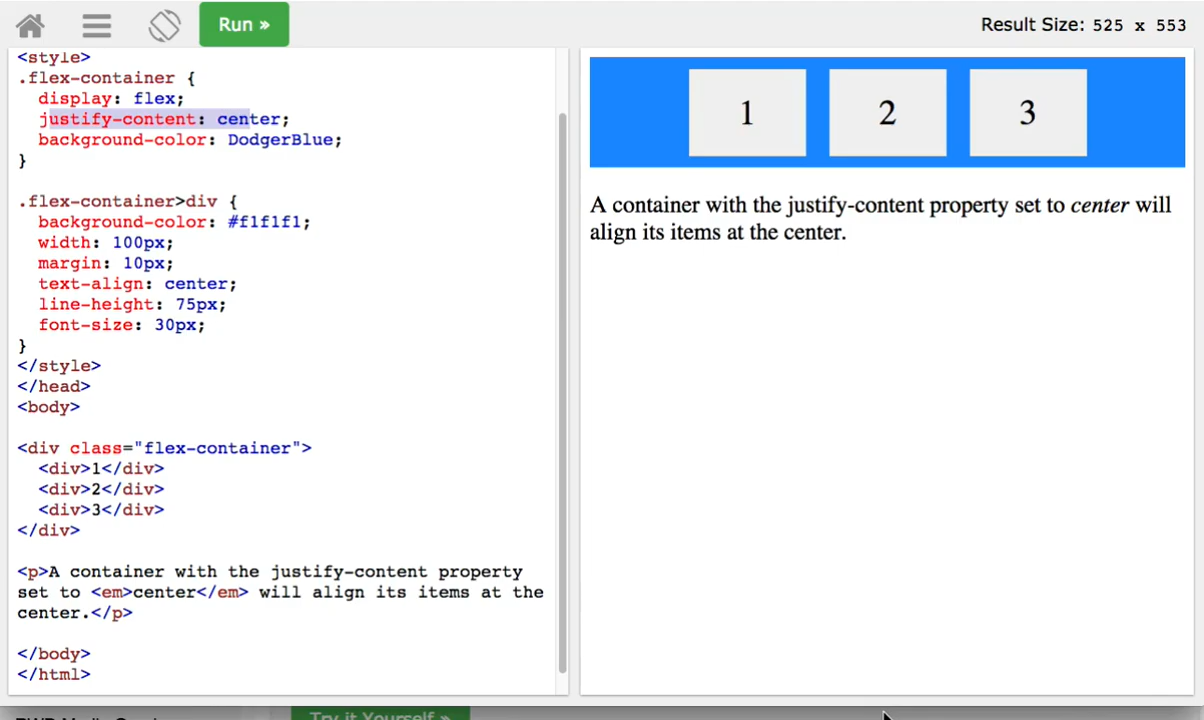 Run »
Result Size: 525 x 553
<style>
.flex-container {
  display: flex;
  justify-content: center;
  background-color: DodgerBlue;
}
.flex-container>div {
  background-color: #f1f1f1;
  width: 100px;
  margin: 10px;
  text-align: center;
  line-height: 75px;
  font-size: 30px;
}
</style>
</head>
<body>
<div class="flex-container">
  <div>1</div>
  <div>2</div>
  <div>3</div>
</div>
<p>A container with the justify-content property
set to <em>center</em> will align its items at the
center.</p>
</body>
</html>
1 2 3
A container with the justify-content property set to center will
align its items at the center.
Try it Yourself »